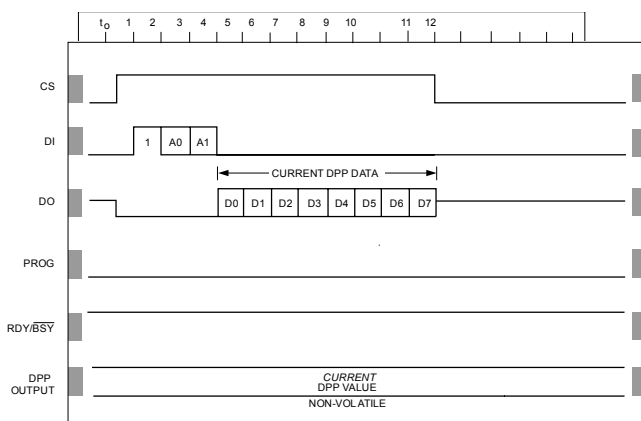 to 1 2 3 4 5 6 7 8 9 10 11 12
CS
DI
1 A0 A1
CURRENT DPP DATA
DO
D0 D1 D2 D3 D4 D5 D6 D7
PROG
RDY/BSY
DPP
OUTPUT
CURRENT
DPP VALUE
NON-VOLATILE